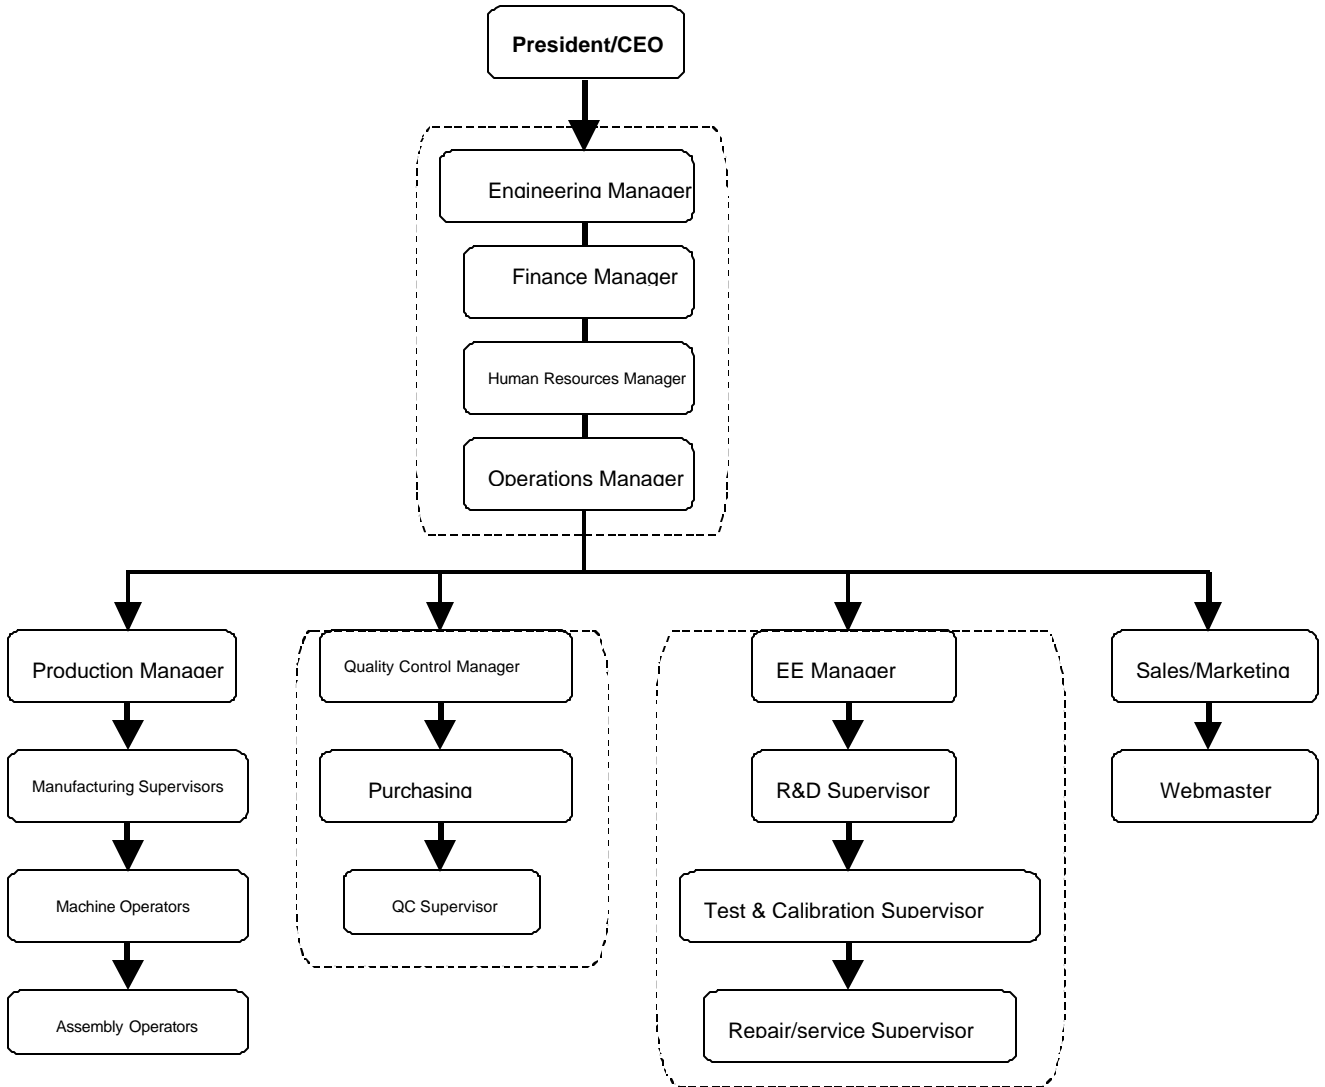 President/CEO
Engineering Manager
Finance Manager
Human Resources Manager
Operations Manager
Production Manager
Quality Control Manager
EE Manager
Sales/Marketing
Manufacturing Supervisors
Purchasing
R&D Supervisor
Webmaster
Machine Operators
QC Supervisor
Test & Calibration Supervisor
Assembly Operators
Repair/service Supervisor